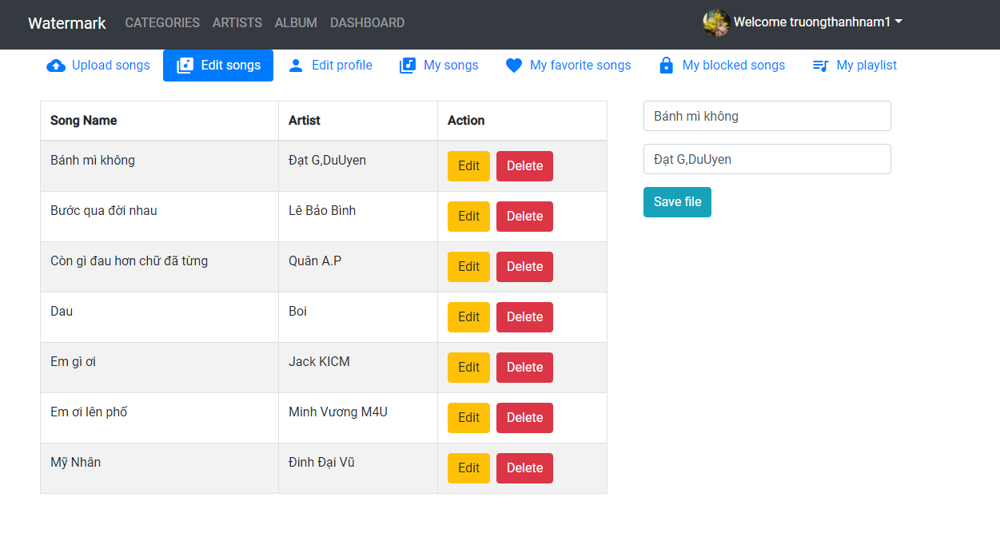 Watermark CATEGORIES ARTISTS ALBUM DASHBOARD Welcome truongthanhnam1
Upload songs Edit songs Edit profile My songs My favorite songs My blocked songs My playlist
Song Name Artist Action
Bánh mì không Đạt G,DuUyen Edit Delete
Bước qua đời nhau Lê Bảo Bình Edit Delete
Còn gì đau hơn chữ đã từng Quân A.P Edit Delete
Dau Boi Edit Delete
Em gì ơi Jack KICM Edit Delete
Em ơi lên phố Minh Vương M4U Edit Delete
Mỹ Nhân Đinh Đại Vũ Edit Delete
Bánh mì không
Đạt G,DuUyen
Save file